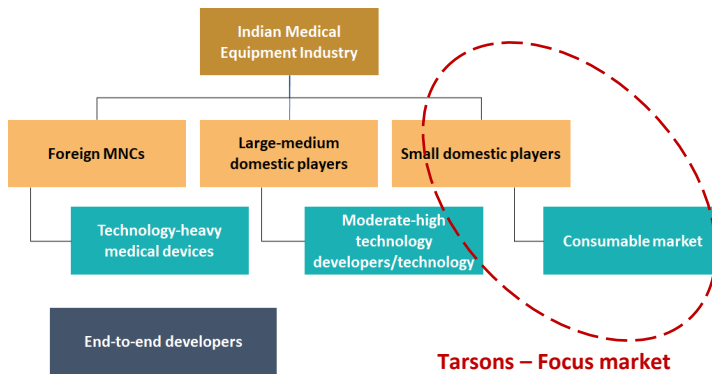 Indian Medical
Equipment Industry
Foreign MNCs
Large-medium
domestic players
Small domestic players
Technology-heavy
medical devices
Moderate-high
technology
developers/technology
Consumable market
End-to-end developers
Tarsons – Focus market